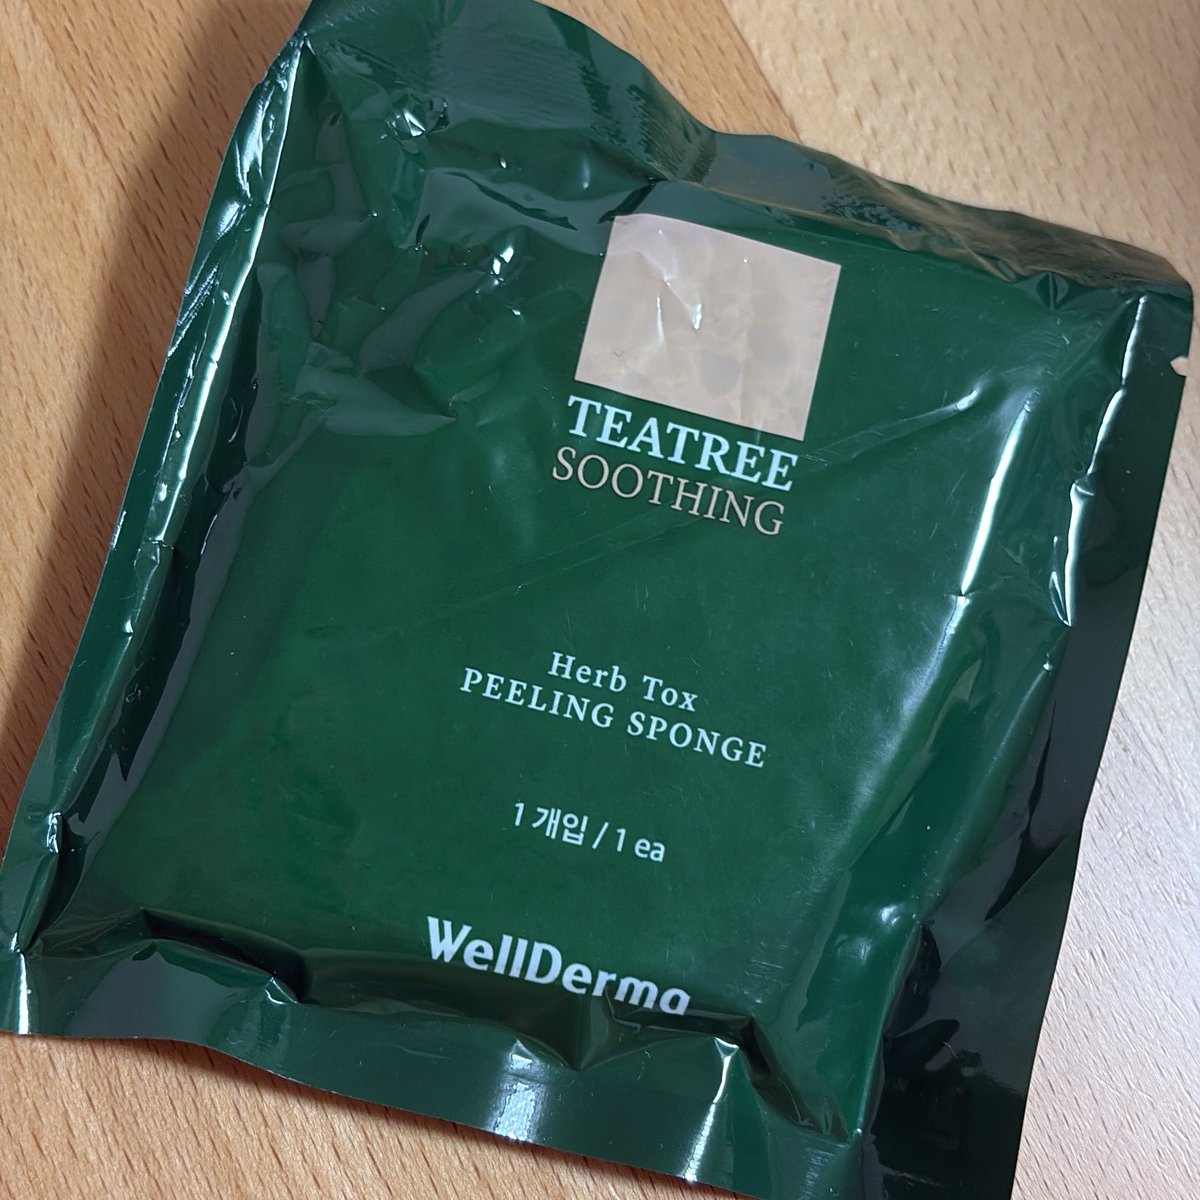 TEATREE
SOOTHING
Herb Tox
PEELING SPONGE
1 개입 / 1 ea
WellDerma